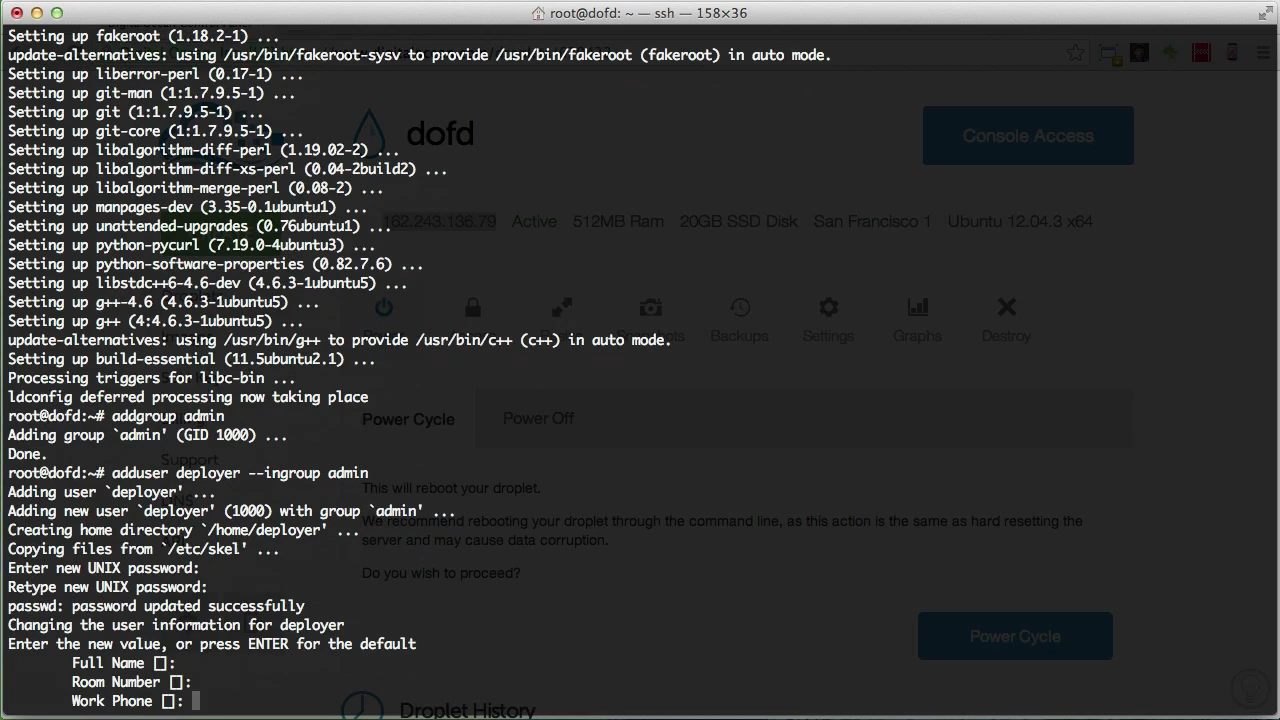 root@dofd: ~ — ssh — 158×36
Setting up fakeroot (1.18.2-1) ...
update-alternatives: using /usr/bin/fakeroot-sysv to provide /usr/bin/fakeroot (fakeroot) in auto mode.
Setting up liberror-perl (0.17-1) ...
Setting up git-man (1:1.7.9.5-1) ...
Setting up git (1:1.7.9.5-1) ...
Setting up git-core (1:1.7.9.5-1) ...
Setting up libalgorithm-diff-perl (1.19.02-2) ...
Setting up libalgorithm-diff-xs-perl (0.04-2build2) ...
Setting up libalgorithm-merge-perl (0.08-2) ...
Setting up manpages-dev (3.35-0.1ubuntu1) ...
Setting up unattended-upgrades (0.76ubuntu1) ...
Setting up python-pycurl (7.19.0-4ubuntu3) ...
Setting up python-software-properties (0.82.7.6) ...
Setting up libstdc++6-4.6-dev (4.6.3-1ubuntu5) ...
Setting up g++-4.6 (4.6.3-1ubuntu5) ...
Setting up g++ (4:4.6.3-1ubuntu5) ...
update-alternatives: using /usr/bin/g++ to provide /usr/bin/c++ (c++) in auto mode.
Setting up build-essential (11.5ubuntu2.1) ...
Processing triggers for libc-bin ...
ldconfig deferred processing now taking place
root@dofd:~# addgroup admin
Adding group `admin' (GID 1000) ...
Done.
root@dofd:~# adduser deployer --ingroup admin
Adding user `deployer' ...
Adding new user `deployer' (1000) with group `admin' ...
Creating home directory `/home/deployer' ...
Copying files from `/etc/skel' ...
Enter new UNIX password:
Retype new UNIX password:
passwd: password updated successfully
Changing the user information for deployer
Enter the new value, or press ENTER for the default
Full Name []:
Room Number []:
Work Phone []:
dofd
Console Access
162.243.136.79 Active 512MB Ram 20GB SSD Disk San Francisco 1 Ubuntu 12.04.3 x64
Snapshots Backups Settings Graphs Destroy
Support
DNS
Power Cycle Power Off
This will reboot your droplet.
We recommend rebooting your droplet through the command line, as this action is the same as hard resetting the
server and may cause data corruption.
Do you wish to proceed?
Power Cycle
Droplet History